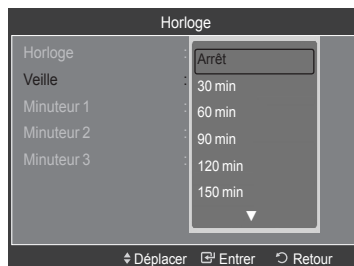 Horloge
Horloge :
Veille :
Minuteur 1 :
Minuteur 2 :
Minuteur 3 :
Arrêt
30 min
60 min
90 min
120 min
150 min
▼
Déplacer Entrer Retour